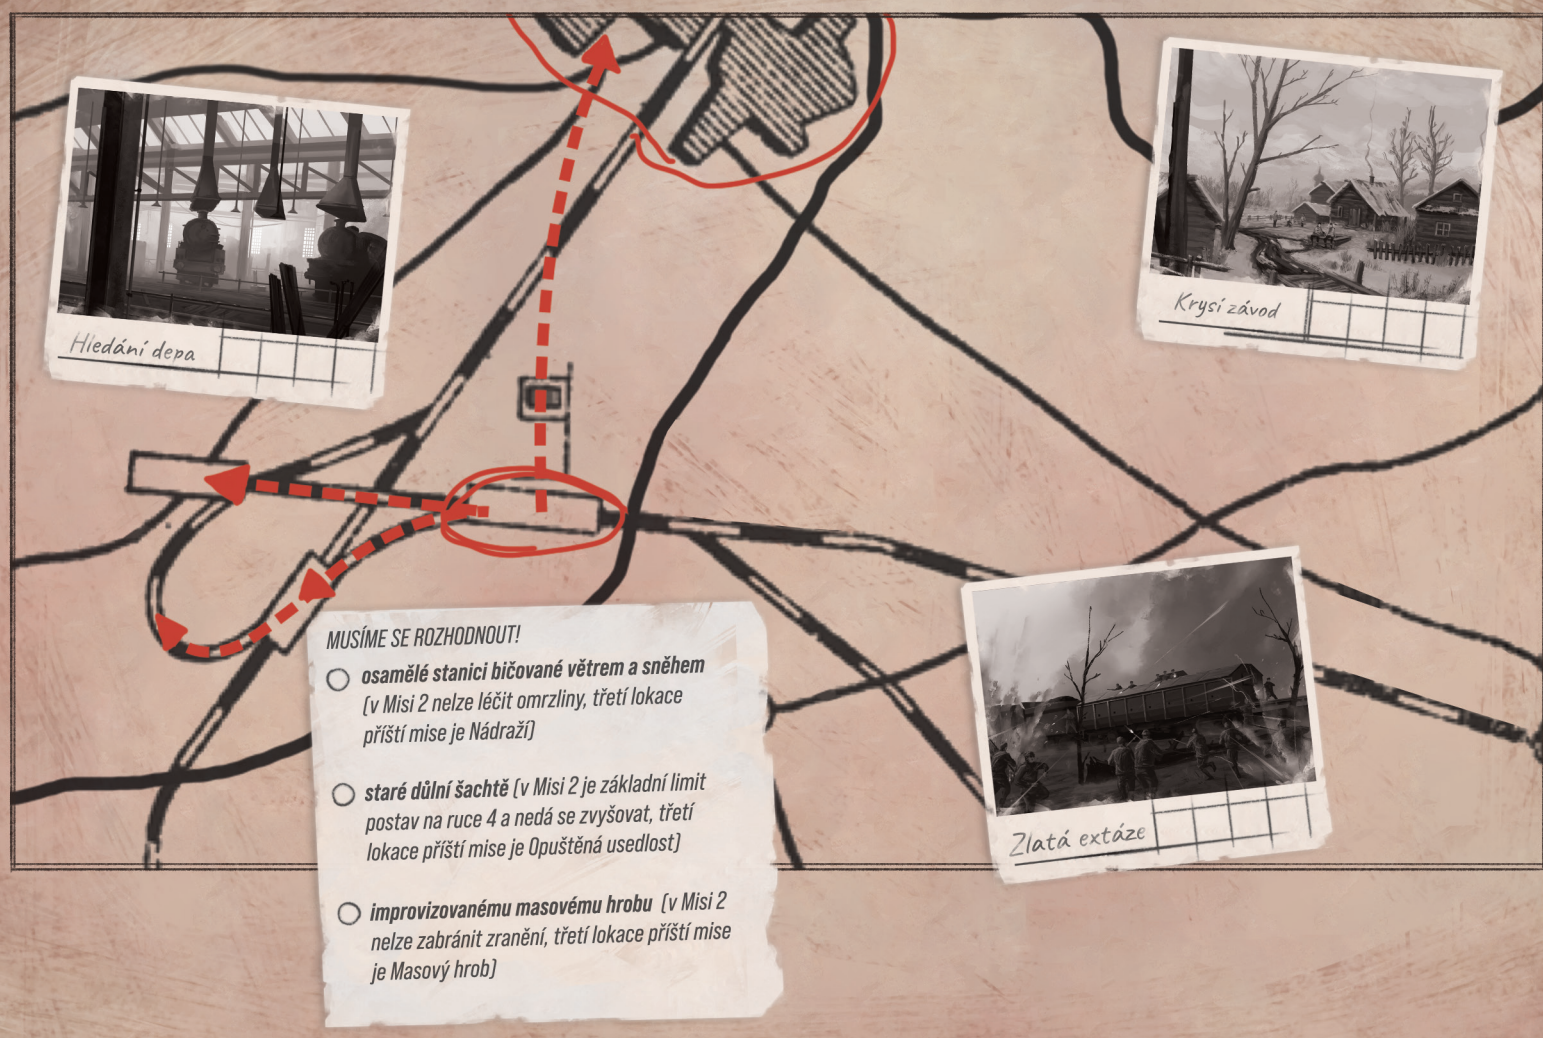 Hledání depa
Krysí závod
MUSÍME SE ROZHODNOUT!
osamělé stanici bičované větrem a sněhem
(v Misi 2 nelze léčit omrzliny, třetí lokace
příští mise je Nádraží)
staré důlní šachtě (v Misi 2 je základní limit
postav na ruce 4 a nedá se zvyšovat, třetí
lokace příští mise je Opuštěná usedlost)
improvizovanému masovému hrobu (v Misi 2
nelze zabránit zranění, třetí lokace příští mise
je Masový hrob)
Zlatá extáze